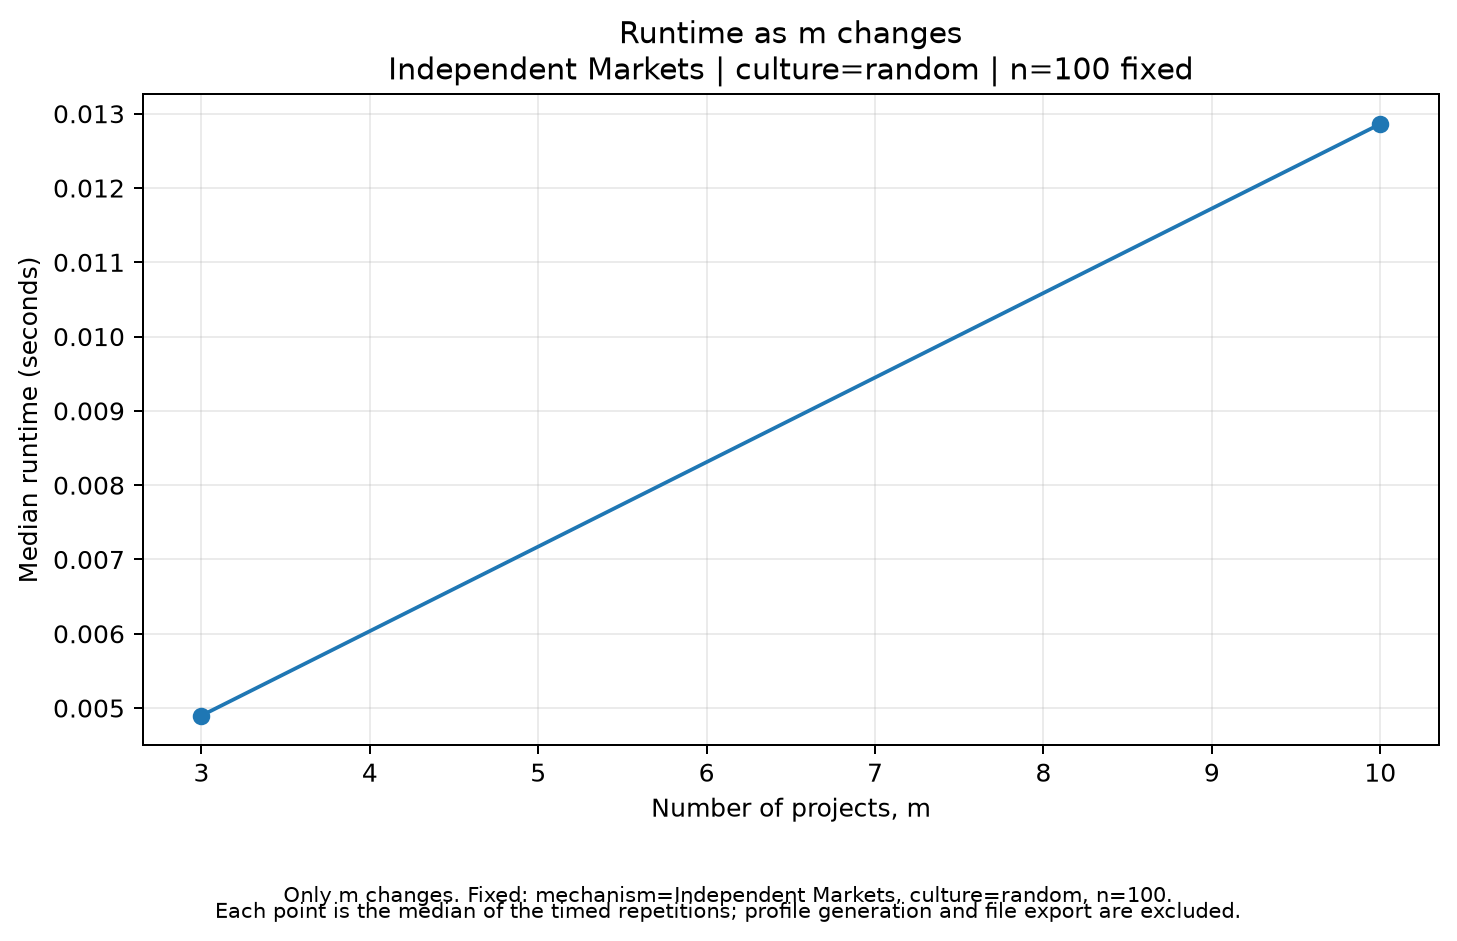 Runtime as m changes
Independent Markets | culture=random | n=100 fixed
0.013
0.012
0.011
0.010
0.009
0.008
0.007
0.006
0.005
Median runtime (seconds)
3 4 5 6 7 8 9 10
Number of projects, m
Only m changes. Fixed: mechanism=Independent Markets, culture=random, n=100.
Each point is the median of the timed repetitions; profile generation and file export are excluded.